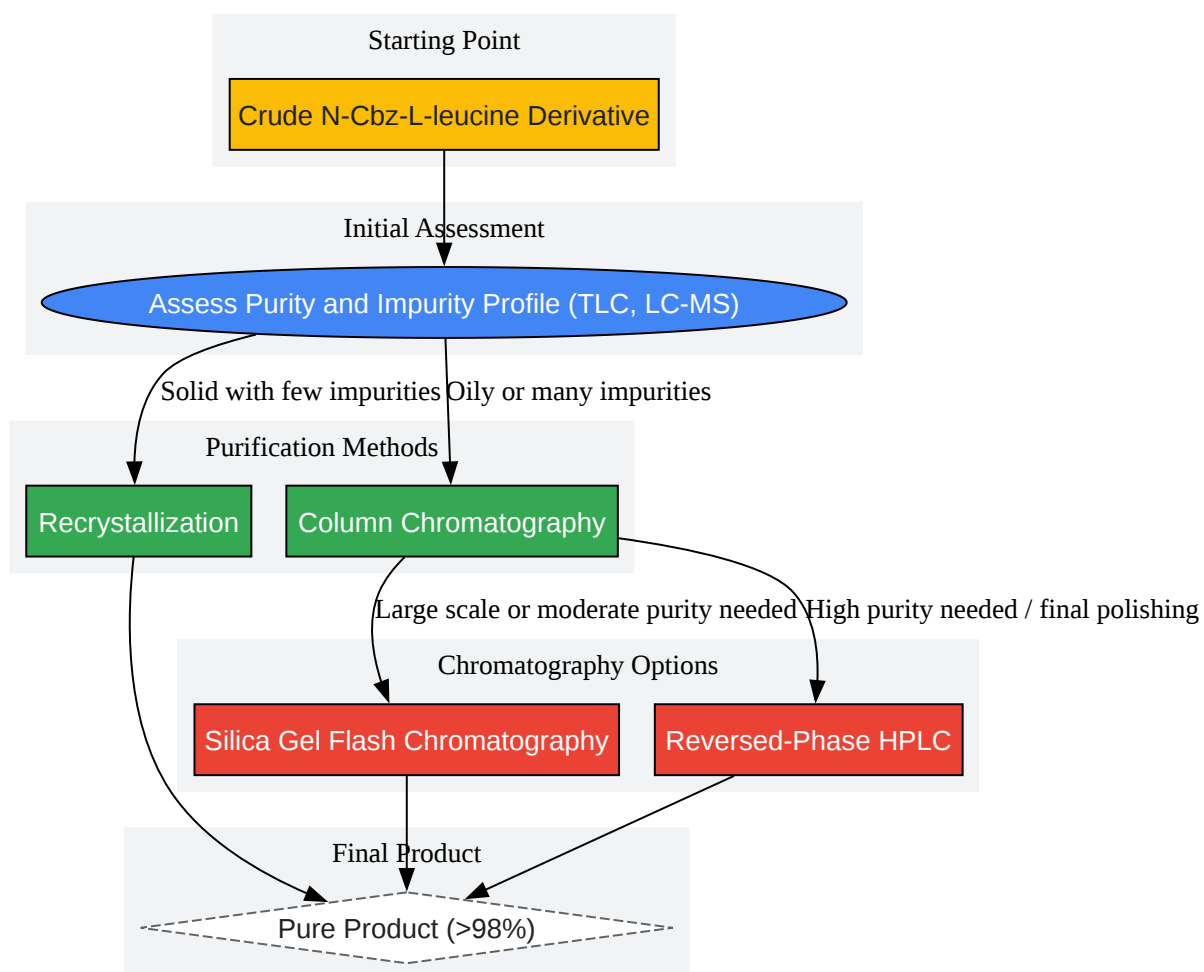 Starting Point
Crude N-Cbz-L-leucine Derivative
Initial Assessment
Assess Purity and Impurity Profile (TLC, LC-MS)
Solid with few impurities
Oily or many impurities
Purification Methods
Recrystallization
Column Chromatography
Large scale or moderate purity needed
High purity needed / final polishing
Chromatography Options
Silica Gel Flash Chromatography
Reversed-Phase HPLC
Final Product
Pure Product (>98%)